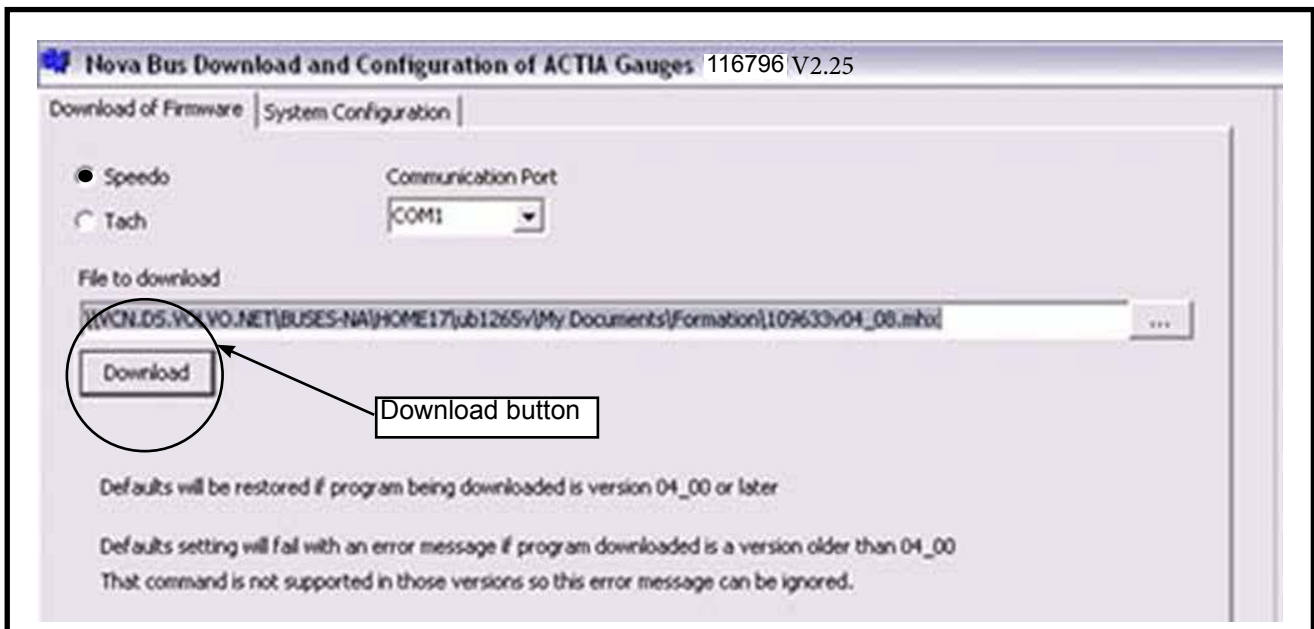 Nova Bus Download and Configuration of ACTIA Gauges 116796 V2.25
Download of Firmware System Configuration
Speedo Communication Port
Tach COM1
File to download
\\VCN.DS.VOLVO.NET\BUSES-NA\HOME17\ub1265v\My Documents\Formation\109633v04_08.mhx ...
Download
Download button
Defaults will be restored if program being downloaded is version 04_00 or later
Defaults setting will fail with an error message if program downloaded is a version older than 04_00
That command is not supported in those versions so this error message can be ignored.